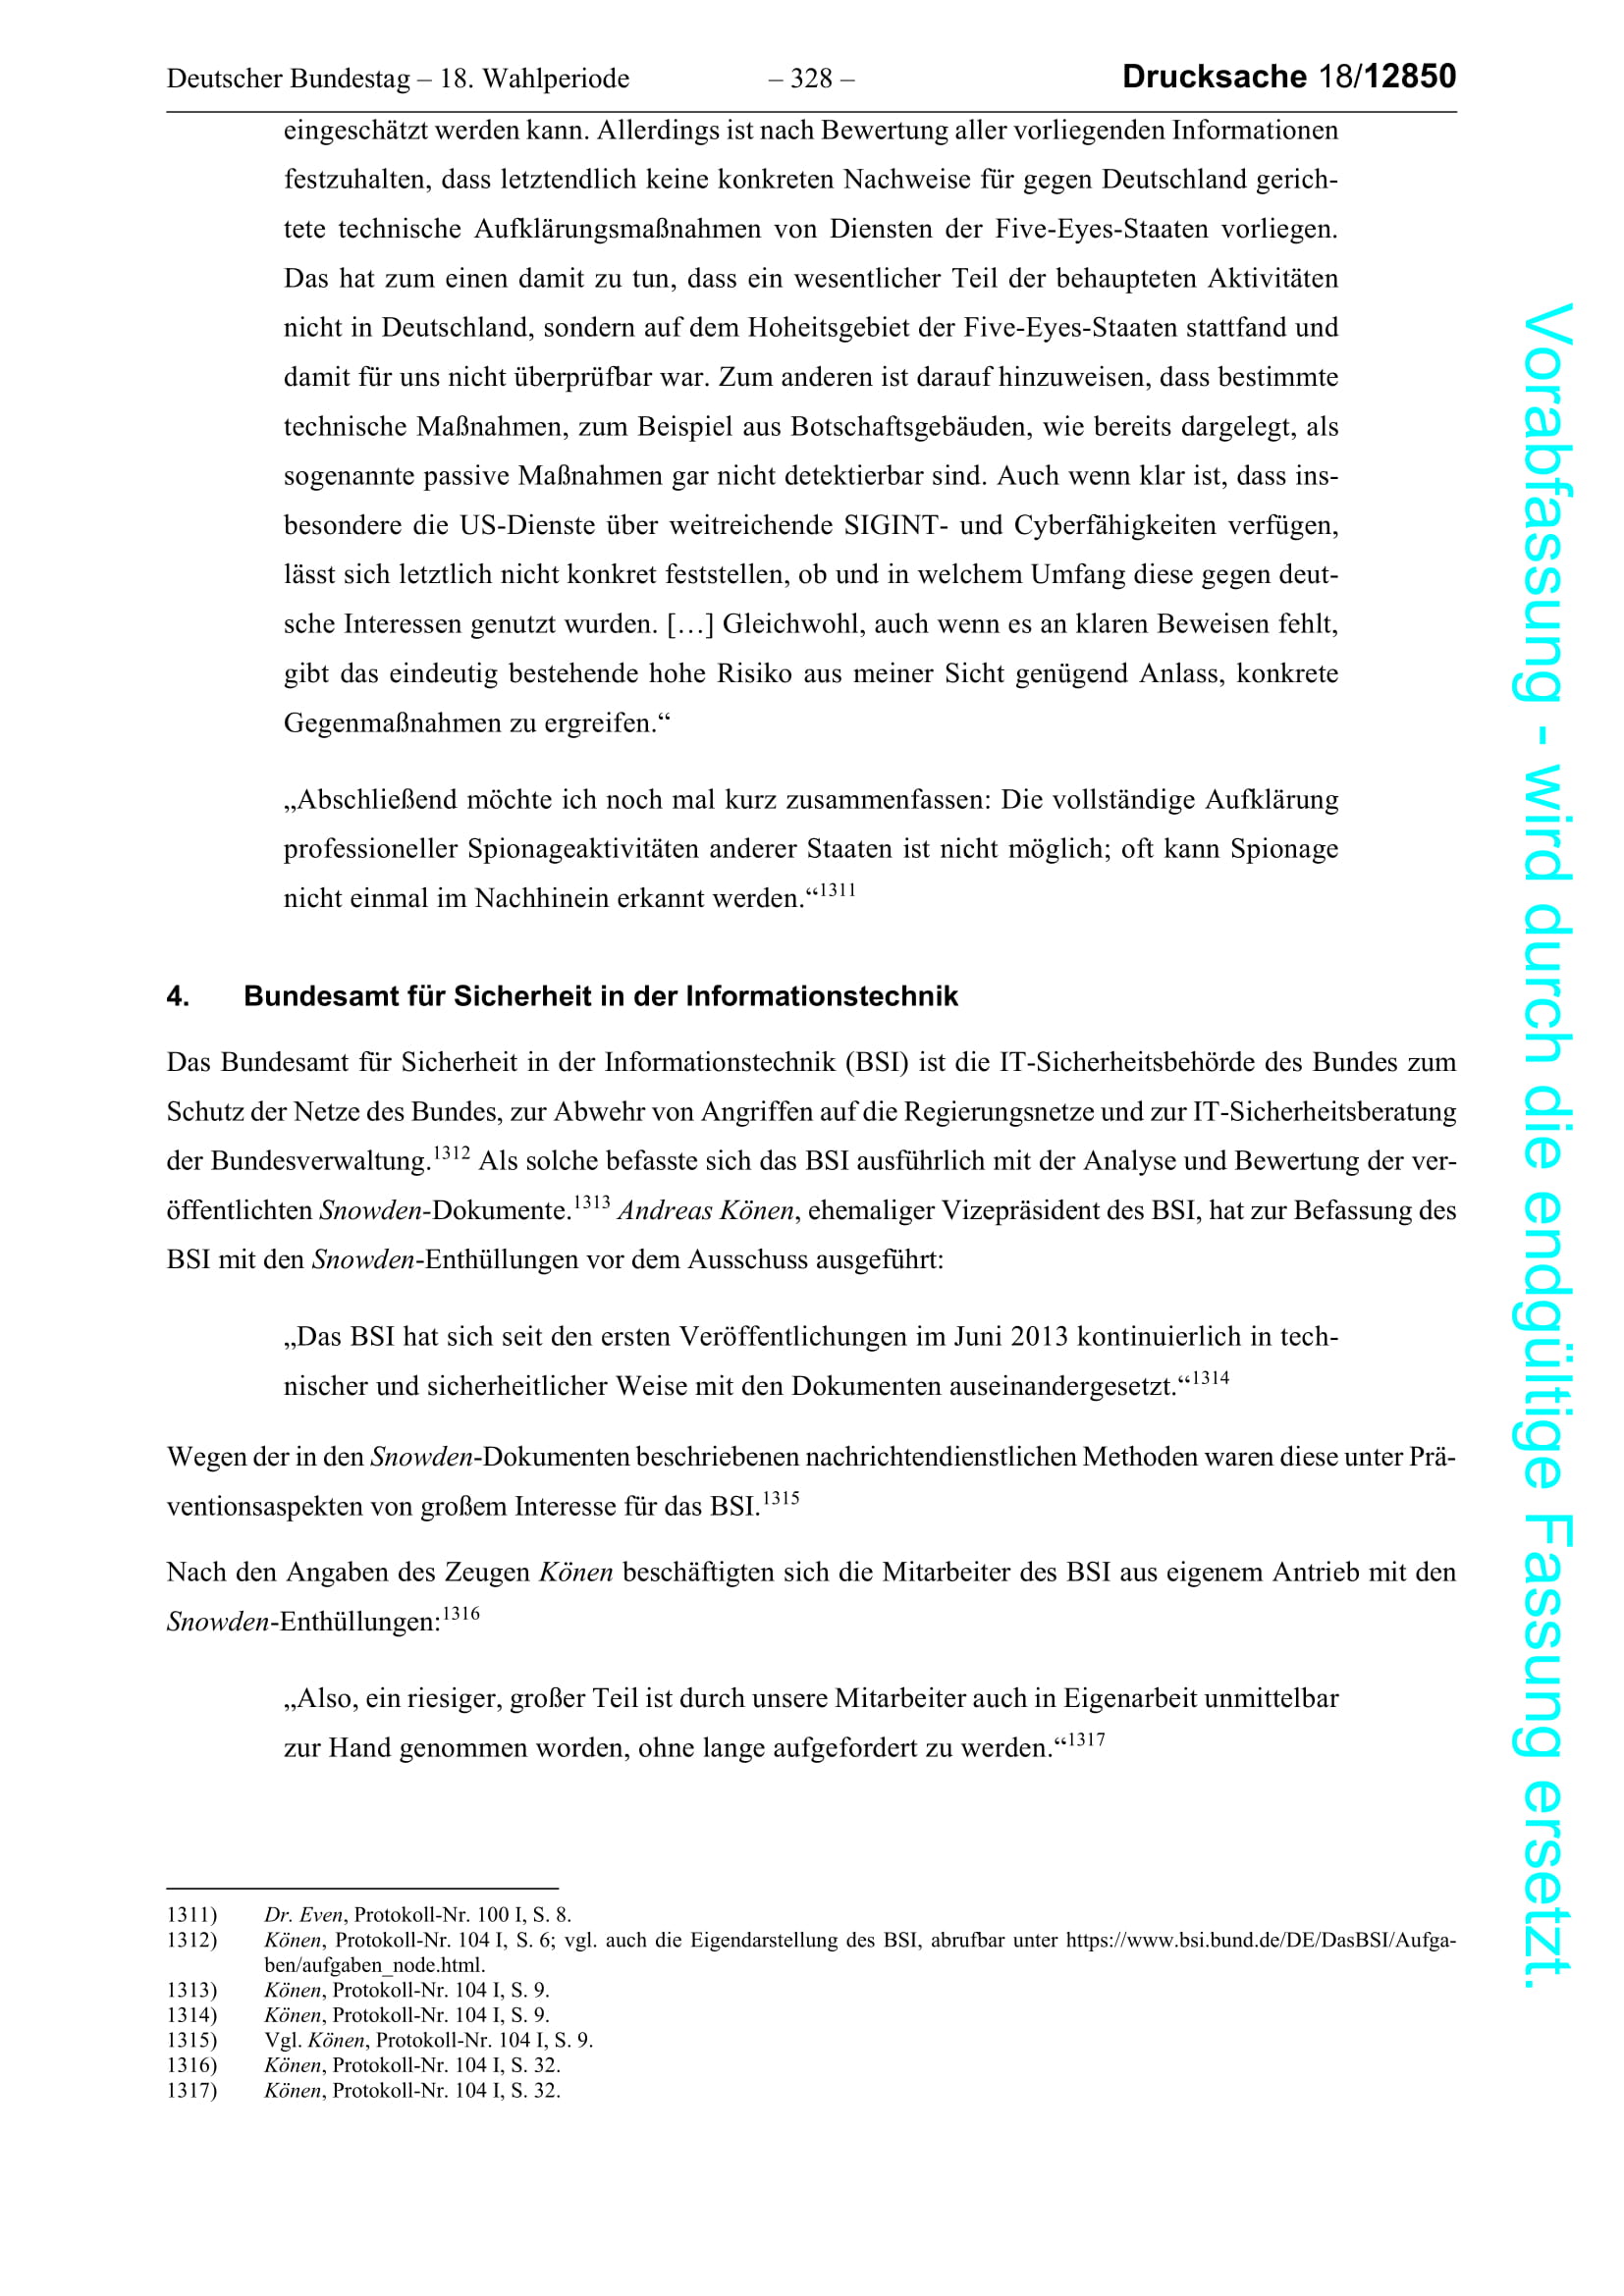 Deutscher Bundestag – 18. Wahlperiode – 328 – Drucksache 18/12850
eingeschätzt werden kann. Allerdings ist nach Bewertung aller vorliegenden Informationen
festzuhalten, dass letztendlich keine konkreten Nachweise für gegen Deutschland gerich-
tete technische Aufklärungsmaßnahmen von Diensten der Five-Eyes-Staaten vorliegen.
Das hat zum einen damit zu tun, dass ein wesentlicher Teil der behaupteten Aktivitäten
nicht in Deutschland, sondern auf dem Hoheitsgebiet der Five-Eyes-Staaten stattfand und
damit für uns nicht überprüfbar war. Zum anderen ist darauf hinzuweisen, dass bestimmte
technische Maßnahmen, zum Beispiel aus Botschaftsgebäuden, wie bereits dargelegt, als
sogenannte passive Maßnahmen gar nicht detektierbar sind. Auch wenn klar ist, dass ins-
besondere die US-Dienste über weitreichende SIGINT- und Cyberfähigkeiten verfügen,
lässt sich letztlich nicht konkret feststellen, ob und in welchem Umfang diese gegen deut-
sche Interessen genutzt wurden. […] Gleichwohl, auch wenn es an klaren Beweisen fehlt,
gibt das eindeutig bestehende hohe Risiko aus meiner Sicht genügend Anlass, konkrete
Gegenmaßnahmen zu ergreifen.“
„Abschließend möchte ich noch mal kurz zusammenfassen: Die vollständige Aufklärung
professioneller Spionageaktivitäten anderer Staaten ist nicht möglich; oft kann Spionage
nicht einmal im Nachhinein erkannt werden.“1311
4. Bundesamt für Sicherheit in der Informationstechnik
Das Bundesamt für Sicherheit in der Informationstechnik (BSI) ist die IT-Sicherheitsbehörde des Bundes zum
Schutz der Netze des Bundes, zur Abwehr von Angriffen auf die Regierungsnetze und zur IT-Sicherheitsberatung
der Bundesverwaltung.1312 Als solche befasste sich das BSI ausführlich mit der Analyse und Bewertung der ver-
öffentlichten Snowden-Dokumente.1313 Andreas Könen, ehemaliger Vizepräsident des BSI, hat zur Befassung des
BSI mit den Snowden-Enthüllungen vor dem Ausschuss ausgeführt:
„Das BSI hat sich seit den ersten Veröffentlichungen im Juni 2013 kontinuierlich in tech-
nischer und sicherheitlicher Weise mit den Dokumenten auseinandergesetzt.“1314
Wegen der in den Snowden-Dokumenten beschriebenen nachrichtendienstlichen Methoden waren diese unter Prä-
ventionsaspekten von großem Interesse für das BSI.1315
Nach den Angaben des Zeugen Könen beschäftigten sich die Mitarbeiter des BSI aus eigenem Antrieb mit den
Snowden-Enthüllungen:1316
„Also, ein riesiger, großer Teil ist durch unsere Mitarbeiter auch in Eigenarbeit unmittelbar
zur Hand genommen worden, ohne lange aufgefordert zu werden.“1317
1311) Dr. Even, Protokoll-Nr. 100 I, S. 8.
1312) Könen, Protokoll-Nr. 104 I, S. 6; vgl. auch die Eigendarstellung des BSI, abrufbar unter https://www.bsi.bund.de/DE/DasBSI/Aufga-
ben/aufgaben_node.html.
1313) Könen, Protokoll-Nr. 104 I, S. 9.
1314) Könen, Protokoll-Nr. 104 I, S. 9.
1315) Vgl. Könen, Protokoll-Nr. 104 I, S. 9.
1316) Könen, Protokoll-Nr. 104 I, S. 32.
1317) Könen, Protokoll-Nr. 104 I, S. 32.
Vorabfassung - wird durch die endgültige Fassung ersetzt.